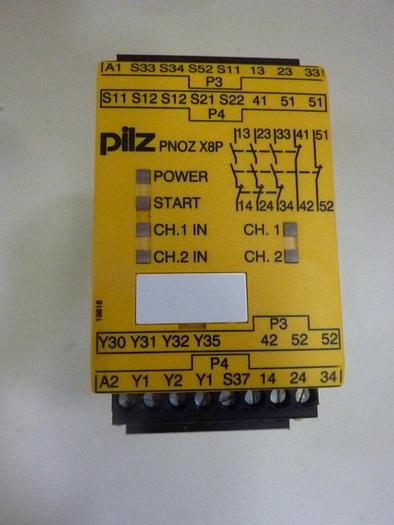 A1 S33 S34 S52 S11 13 23 33
P3
S11 S12 S12 S21 S22 41 51 51
P4
pilz PNOZ X8P
13 23 33 41 51
POWER
START
14 24 34 42 52
CH.1 IN CH. 1
CH.2 IN CH. 2
19818
P3
Y30 Y31 Y32 Y35 42 52 52
P4
A2 Y1 Y2 Y1 S37 14 24 34